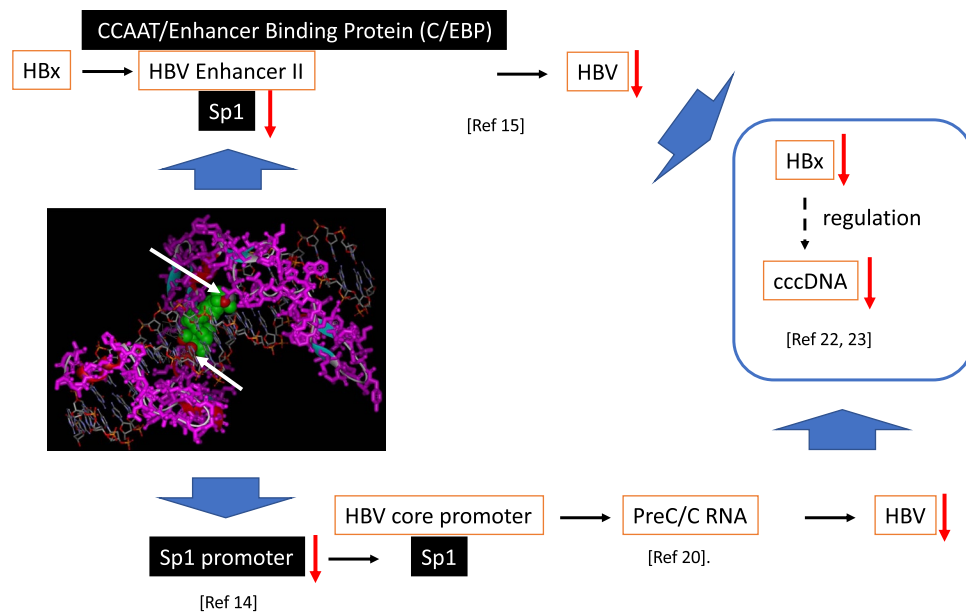 CCAAT/Enhancer Binding Protein (C/EBP)
HBx
HBV Enhancer II
HBV
Sp1
[Ref 15]
HBx
regulation
cccDNA
[Ref 22, 23]
HBV core promoter
PreC/C RNA
HBV
Sp1 promoter
Sp1
[Ref 20].
[Ref 14]